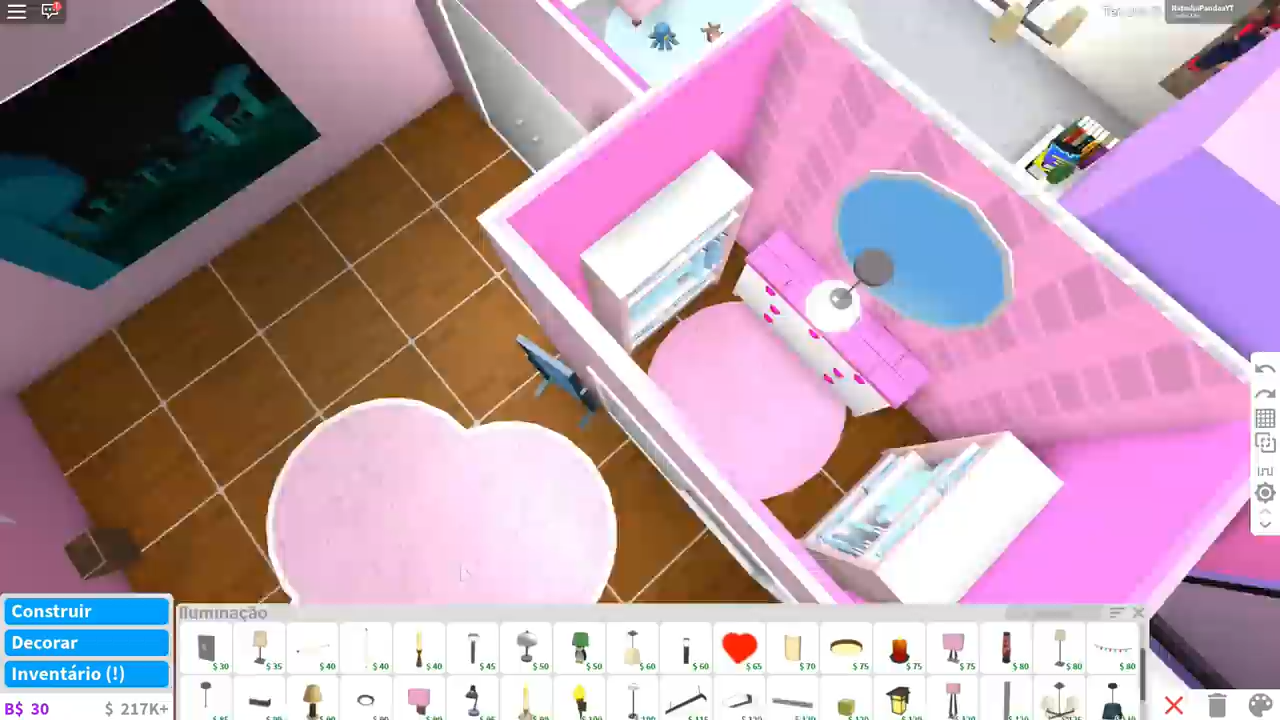 NatashaPandaaYT
Iluminação
Construir
Decorar
Inventário (!)
B$ 30
$ 217K+
$30
$35
$40
$40
$40
$45
$50
$50
$60
$60
$65
$70
$75
$75
$75
$80
$80
$80